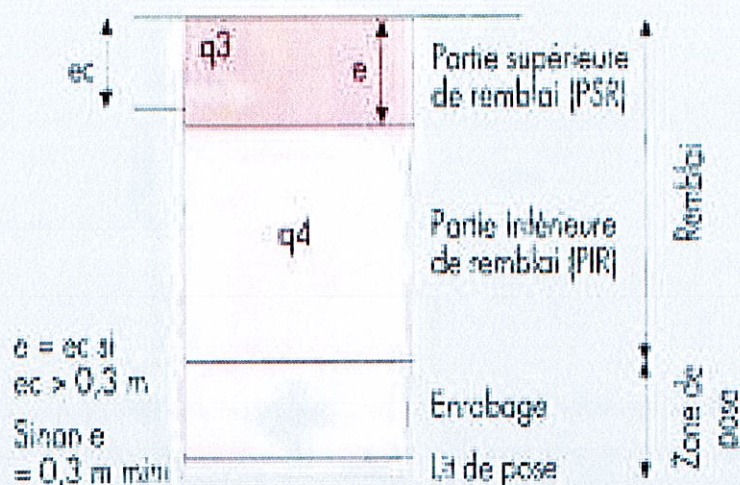 ec
q3
e
Partie supérieure
de remblai (PSR)
q4
Partie inférieure
de remblai (PIR)
Remblai
e = ec si
ec > 0,3 m
Sinon e
= 0,3 m mini
Enrobage
Lit de pose
Zone de
pose